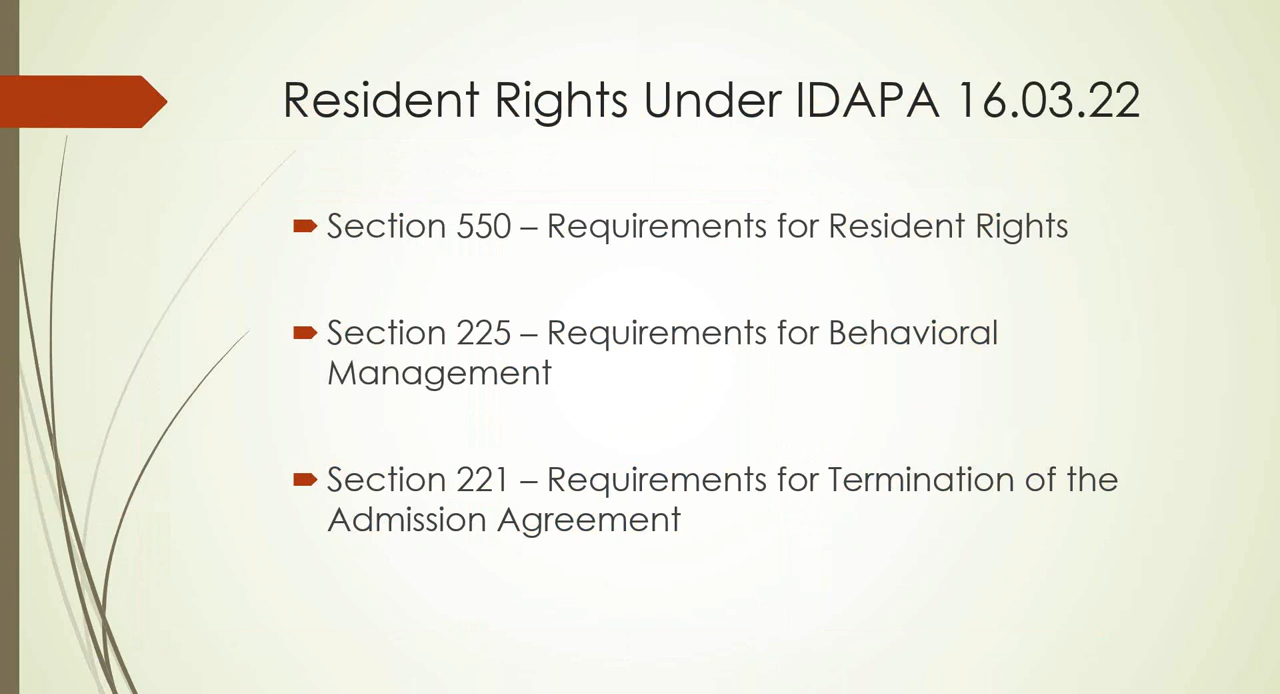 Resident Rights Under IDAPA 16.03.22
Section 550 – Requirements for Resident Rights
Section 225 – Requirements for Behavioral
Management
Section 221 – Requirements for Termination of the
Admission Agreement